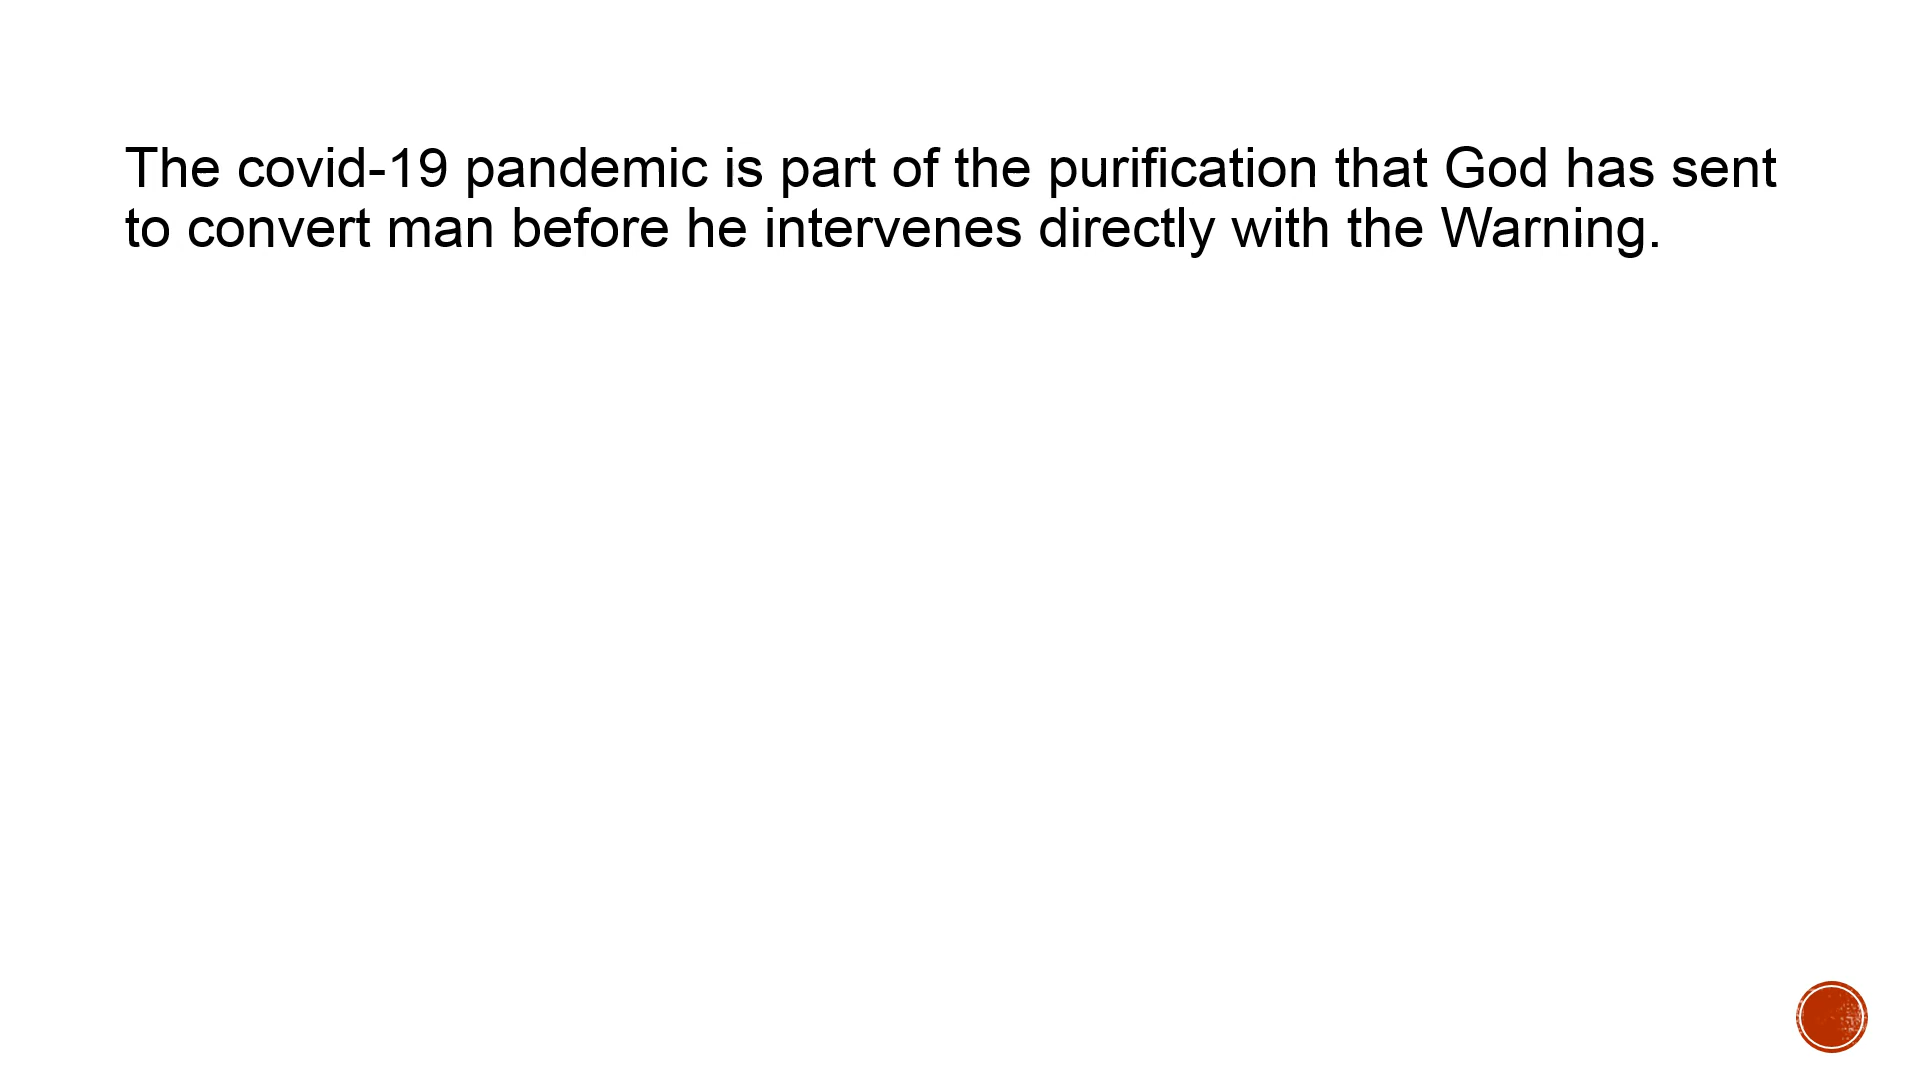 The covid-19 pandemic is part of the purification that God has sent
to convert man before he intervenes directly with the Warning.